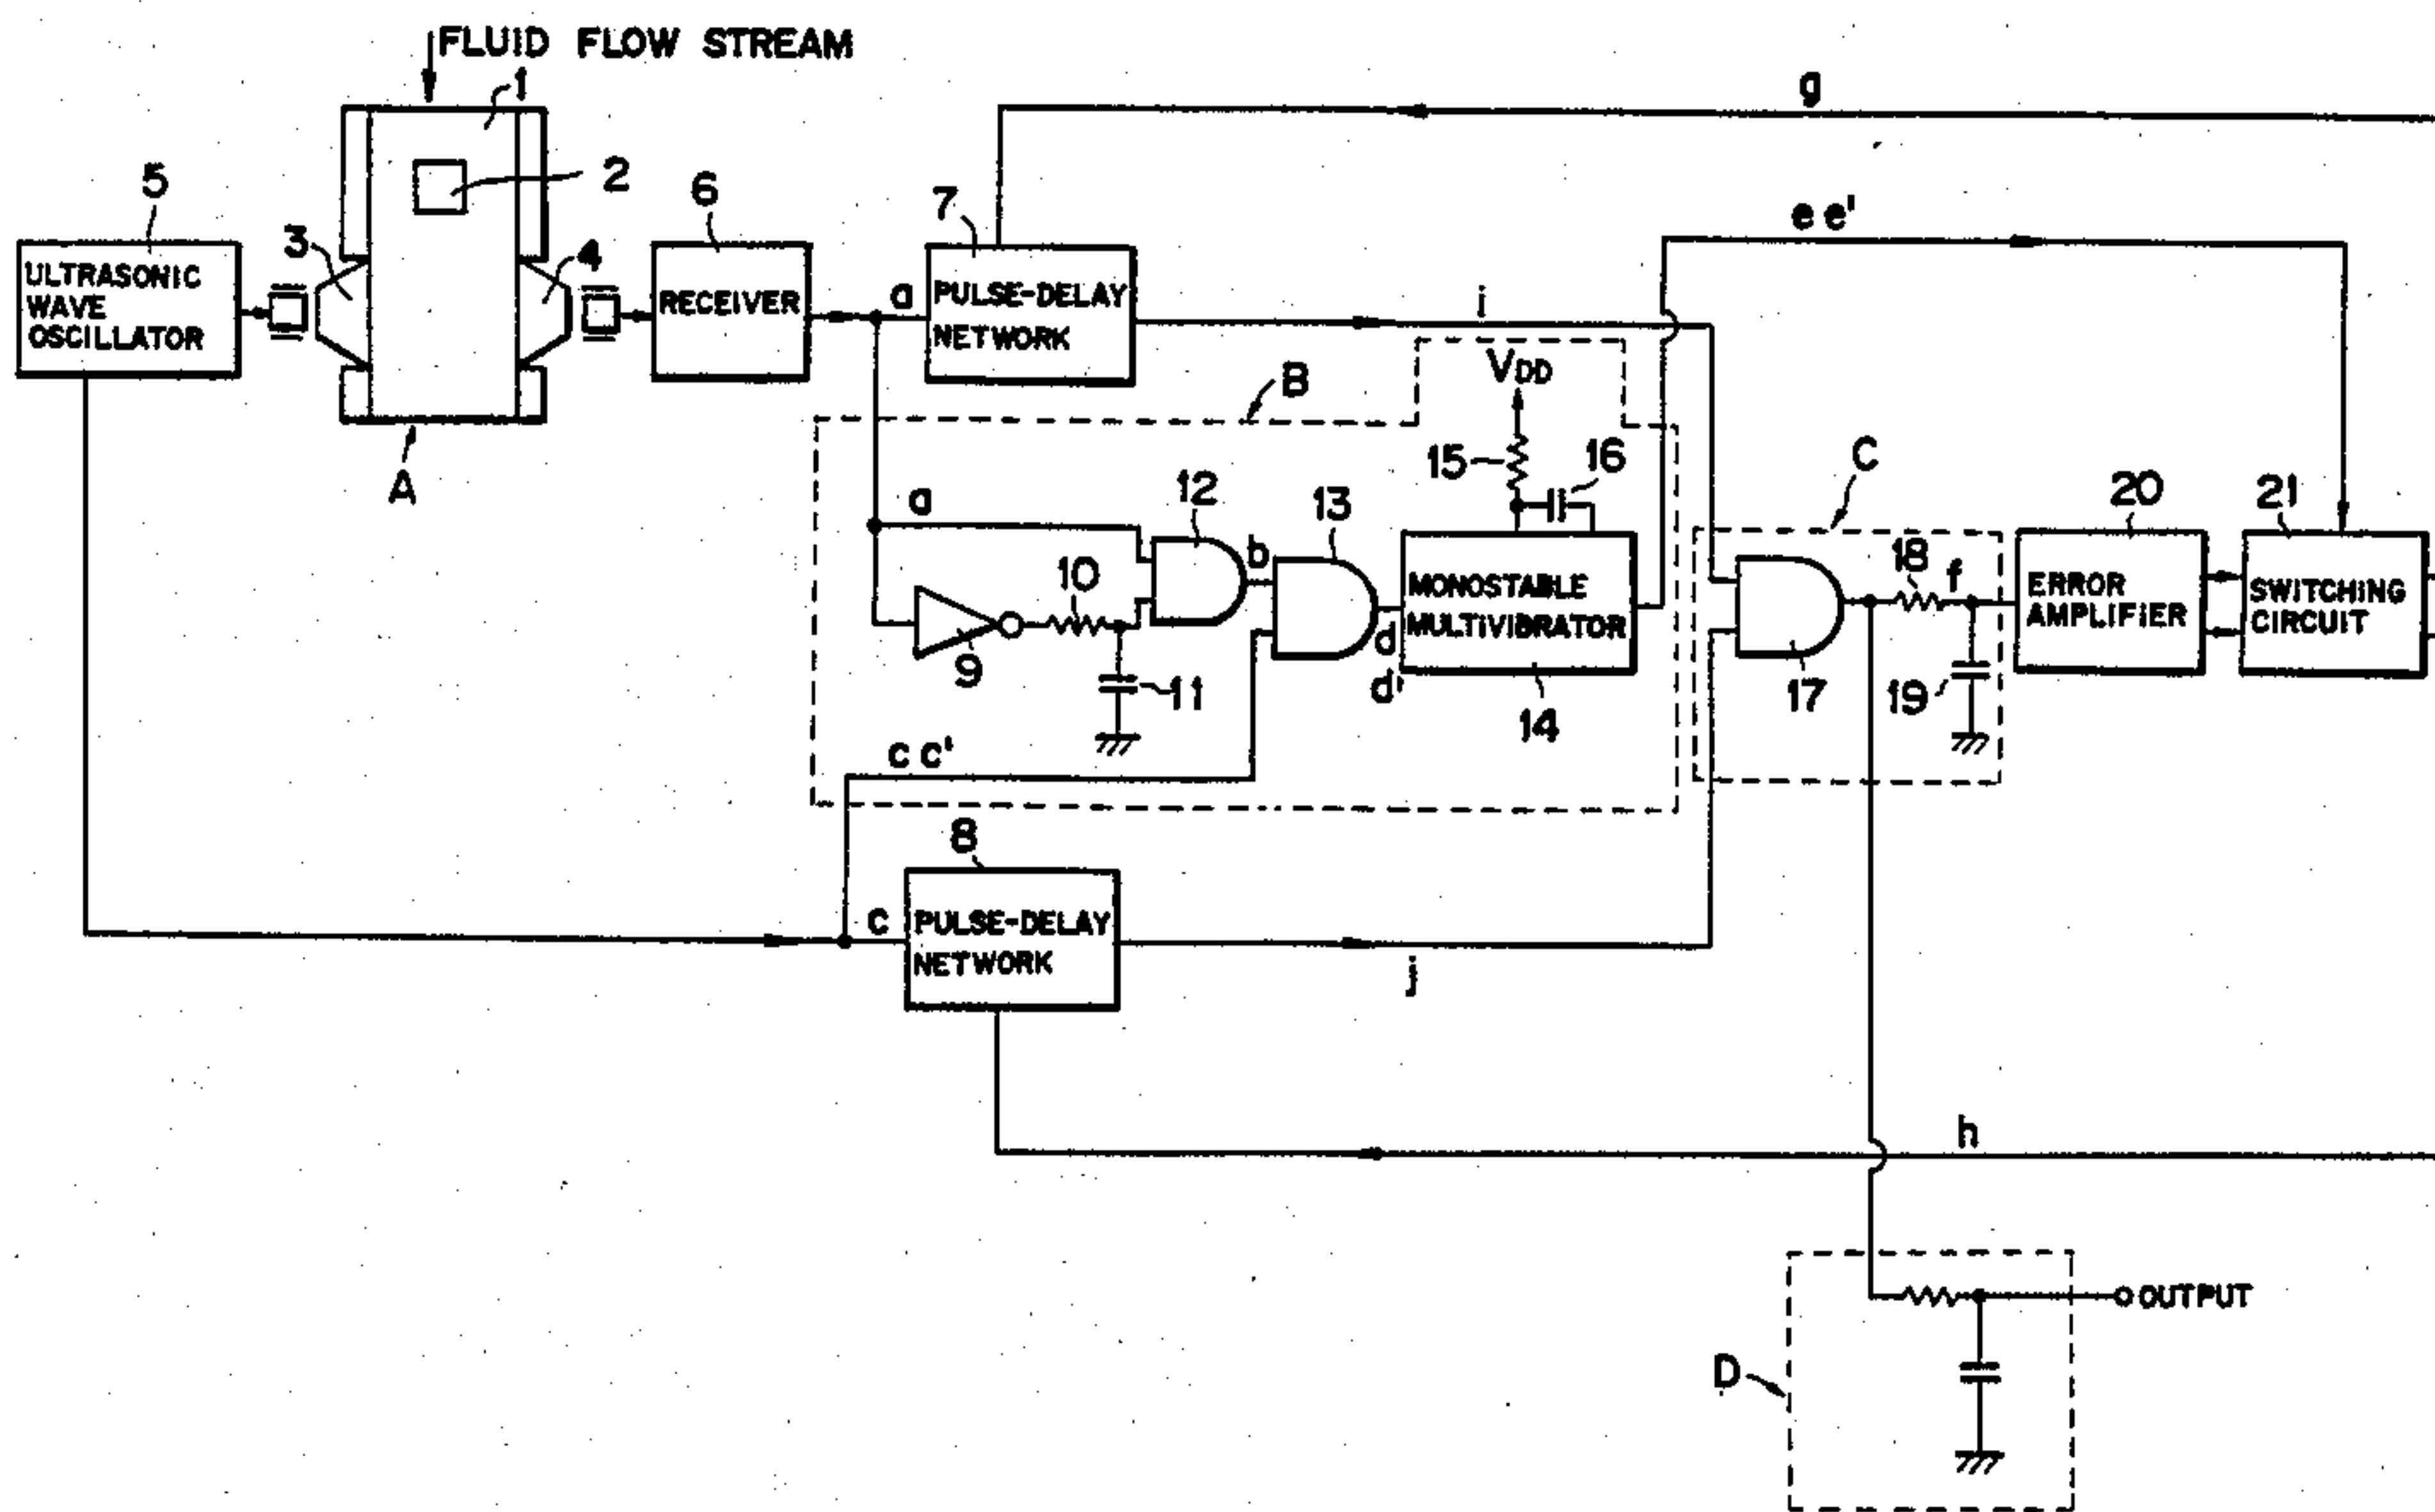 FLUID FLOW STREAM
1
g
5
2
6
7
e e'
3
4
ULTRASONIC
WAVE
OSCILLATOR
RECEIVER
a
PULSE-DELAY
NETWORK
i
B
VDD
A
a
12
13
15
16
C
20
21
b
10
MONOSTABLE
MULTIVIBRATOR
18
f
ERROR
AMPLIFIER
SWITCHING
CIRCUIT
9
11
d
d'
14
17
19
c c'
8
c
PULSE-DELAY
NETWORK
j
h
OUTPUT
D